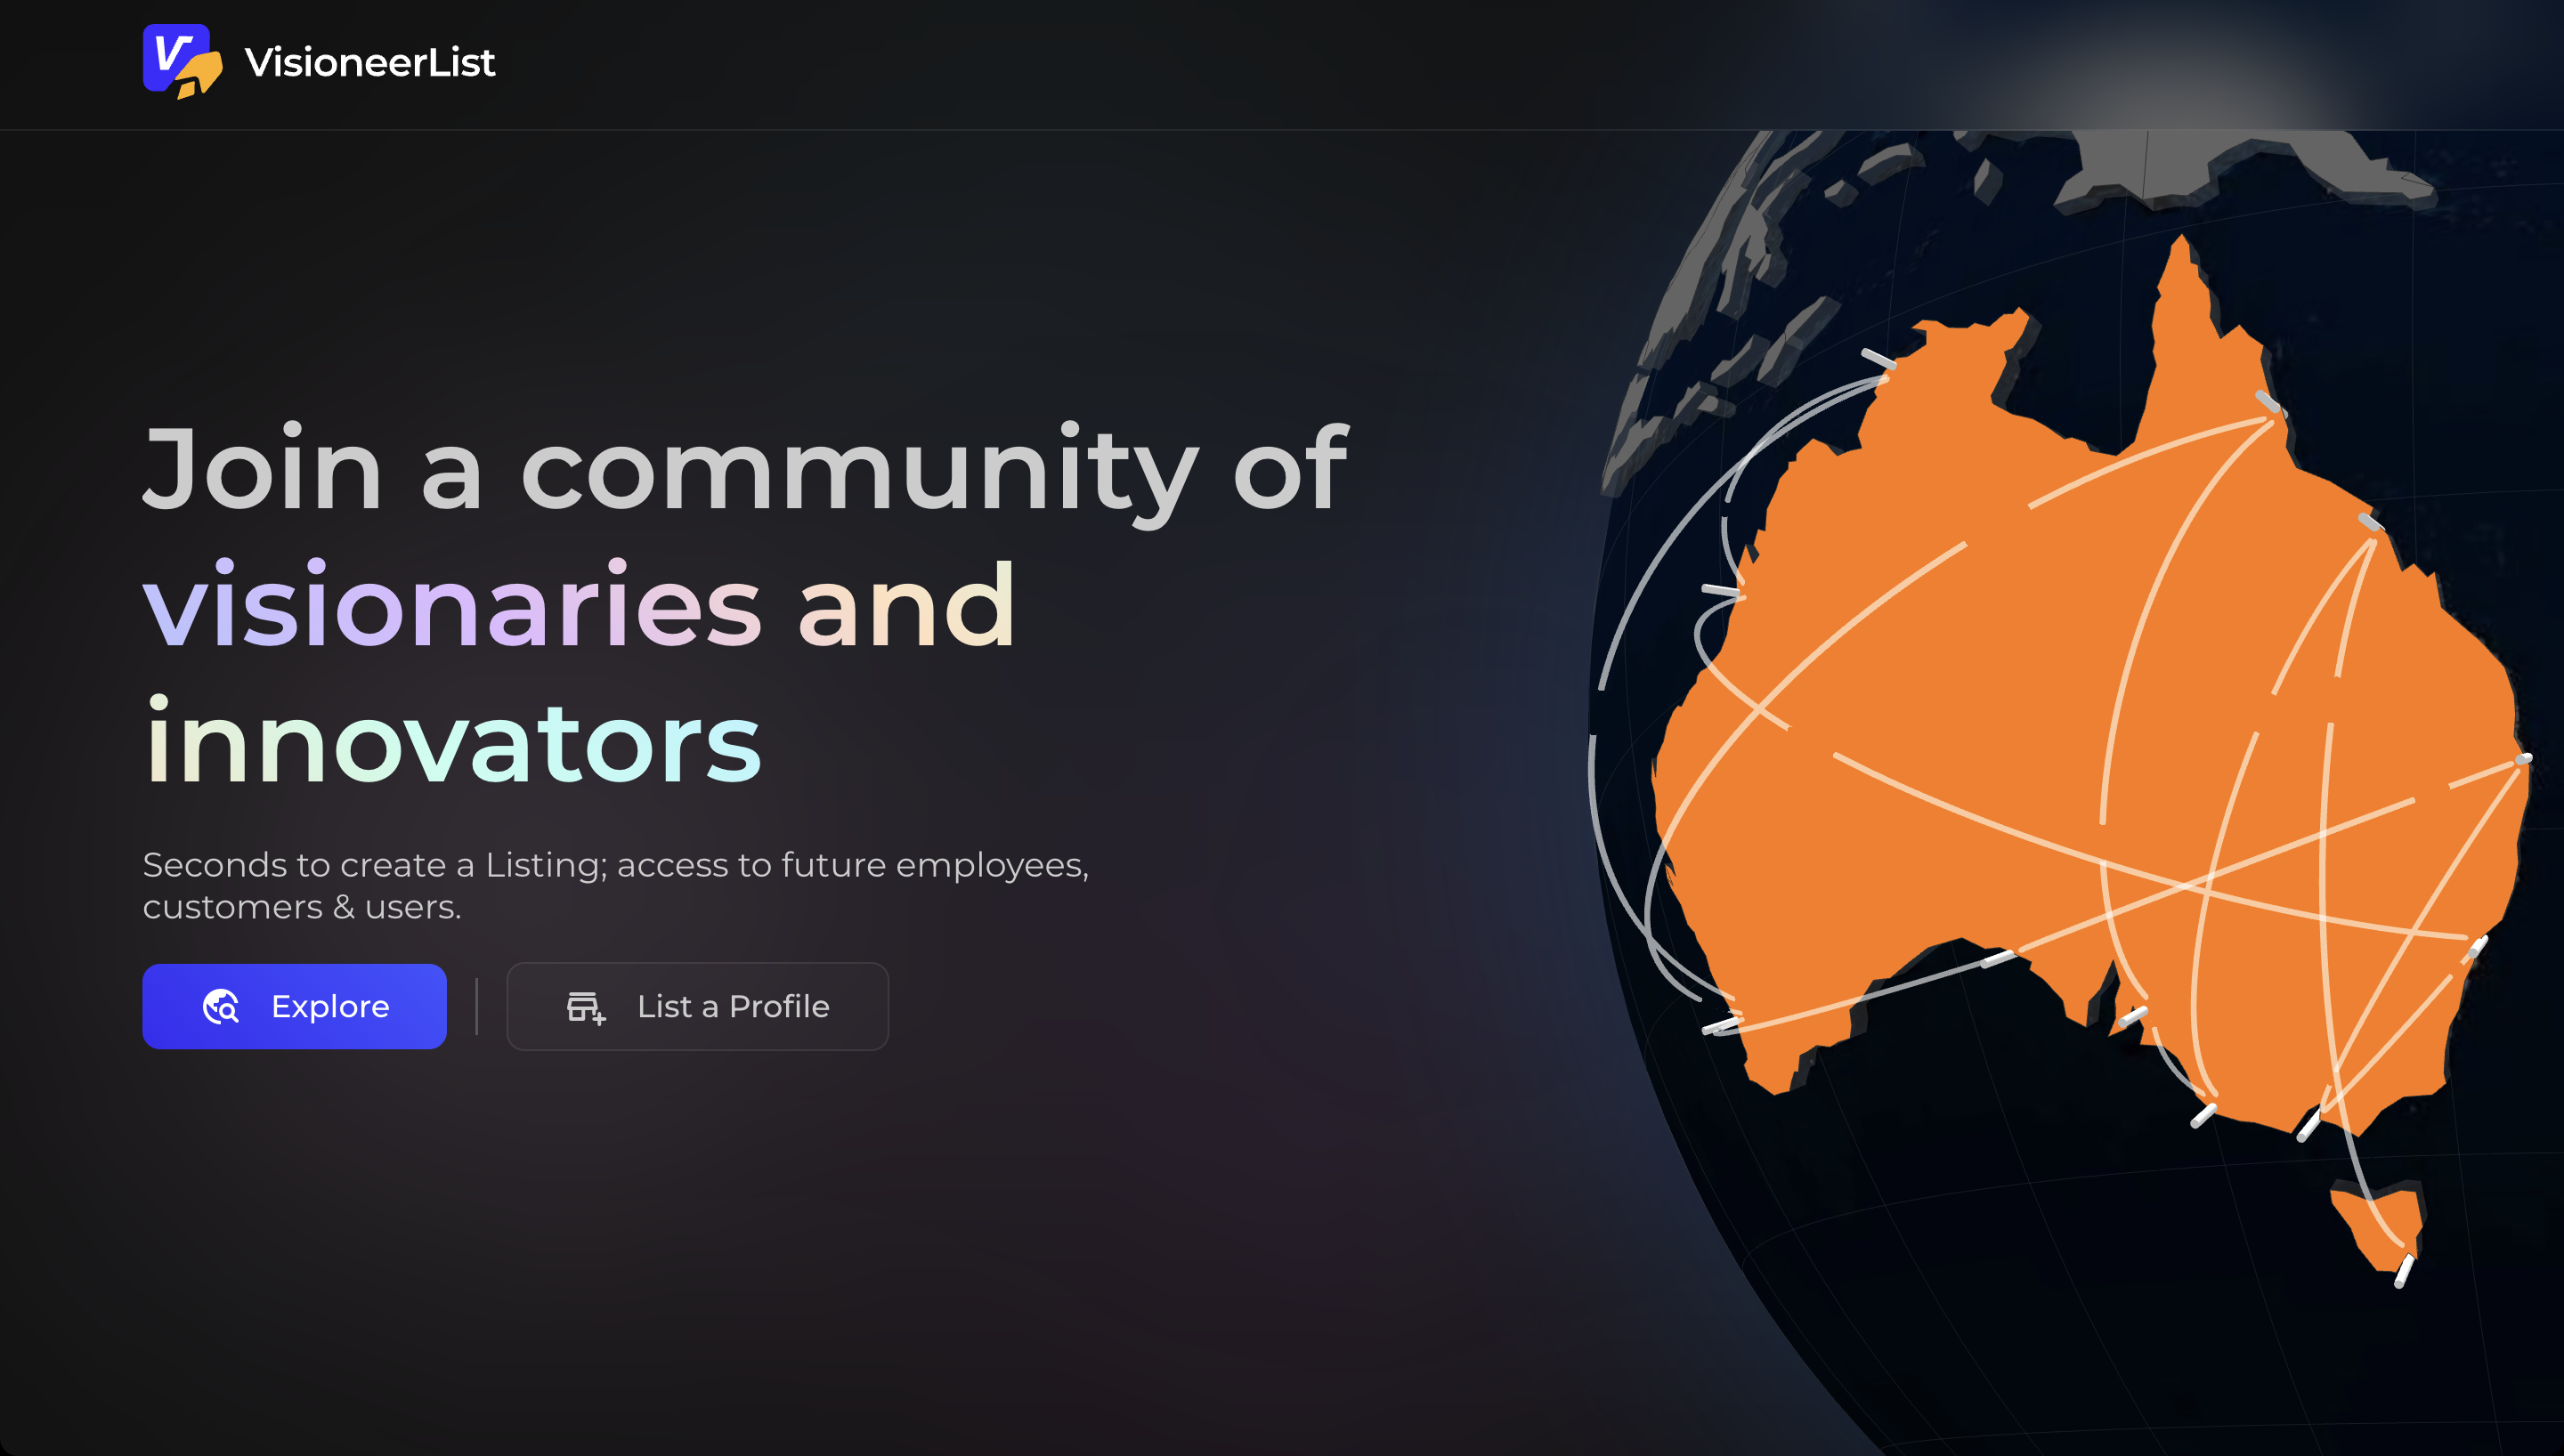 VisioneerList
Join a community of
visionaries and
innovators
Seconds to create a Listing; access to future employees,
customers & users.
Explore
List a Profile